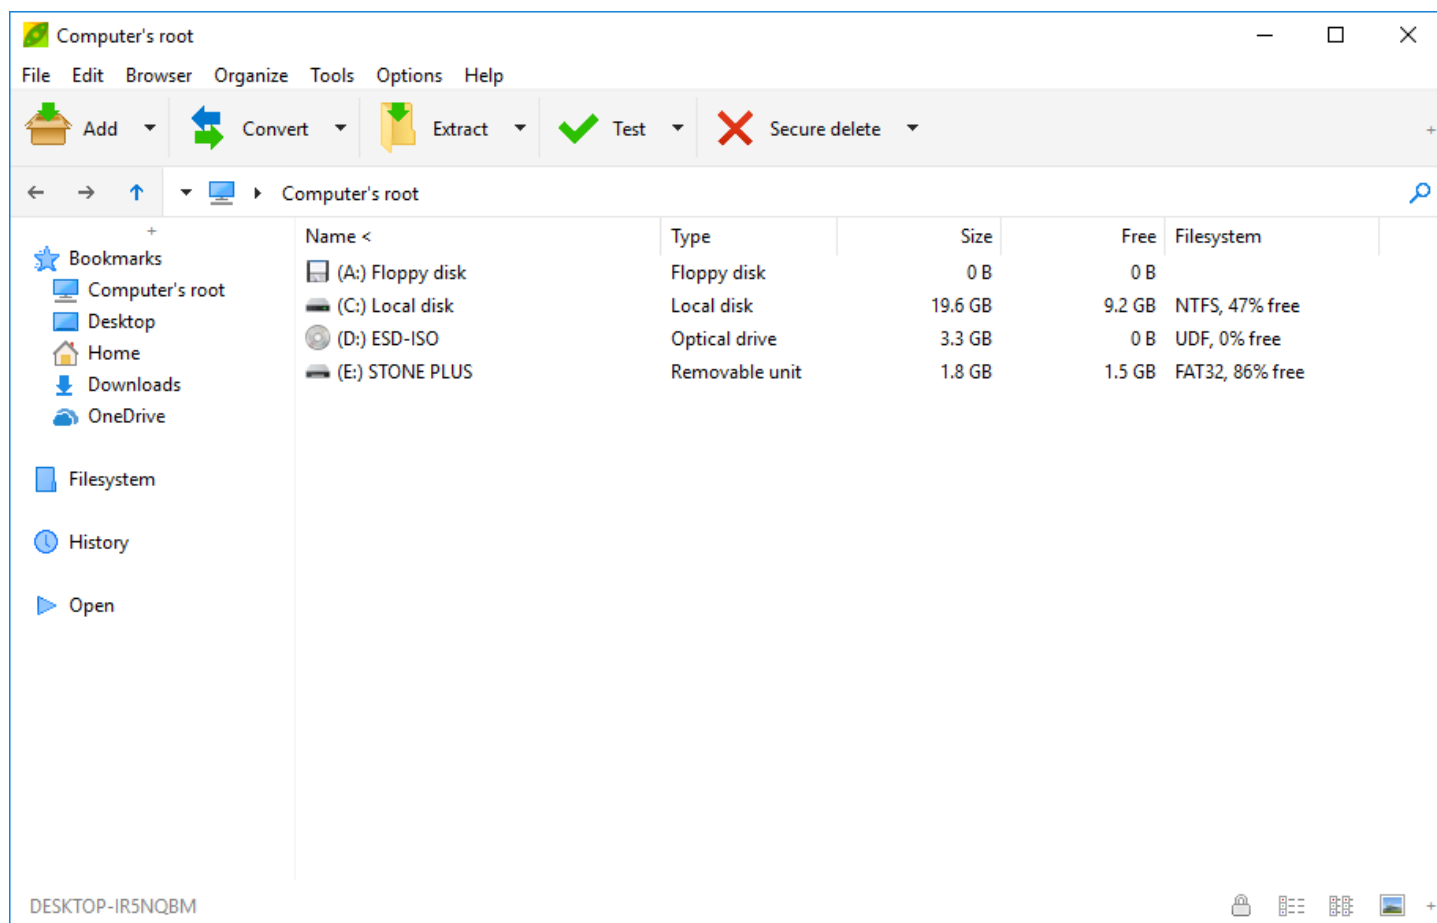 Computer's root
File Edit Browser Organize Tools Options Help
Add Convert Extract Test Secure delete +
Computer's root
+
Bookmarks
Computer's root
Desktop
Home
Downloads
OneDrive
Filesystem
History
Open
Name < Type Size Free Filesystem
(A:) Floppy disk Floppy disk 0 B 0 B
(C:) Local disk Local disk 19.6 GB 9.2 GB NTFS, 47% free
(D:) ESD-ISO Optical drive 3.3 GB 0 B UDF, 0% free
(E:) STONE PLUS Removable unit 1.8 GB 1.5 GB FAT32, 86% free
DESKTOP-IR5NQBM +